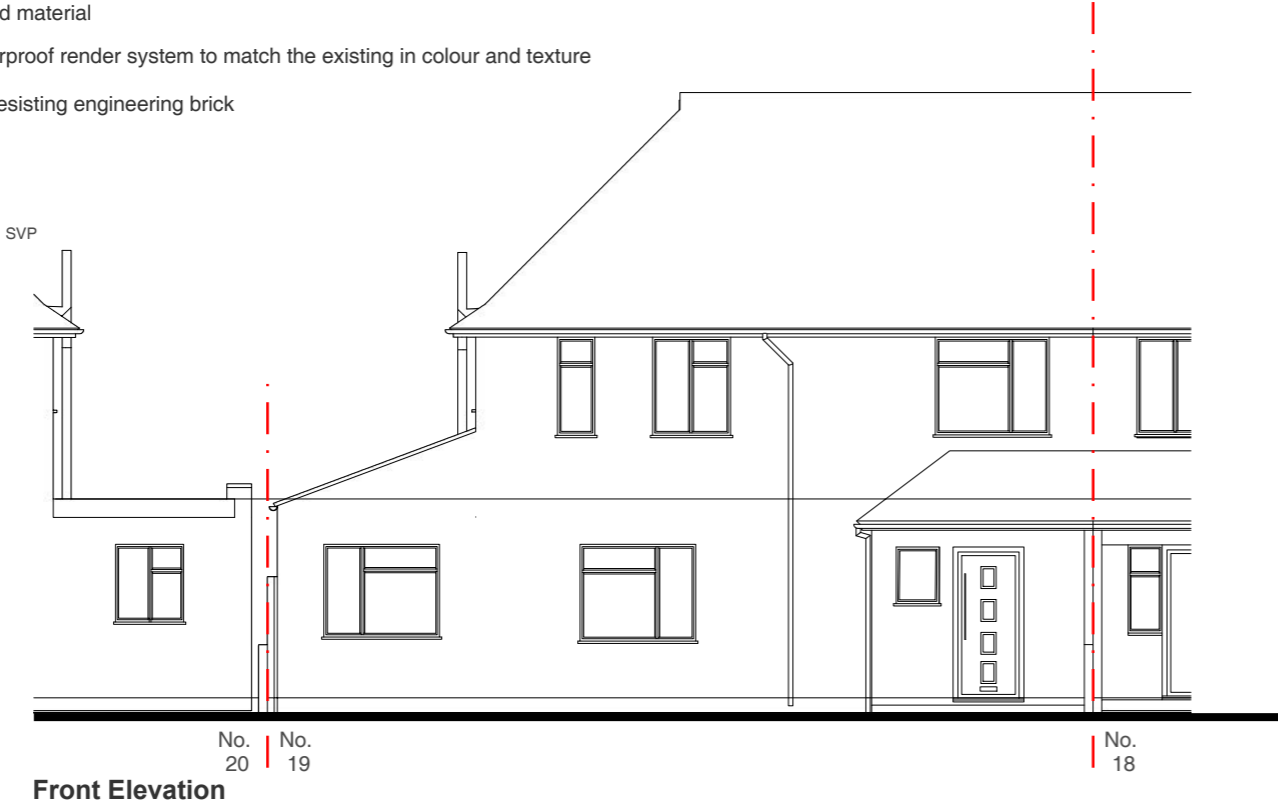 d material
rproof render system to match the existing in colour and texture
esisting engineering brick
SVP
No.
20
No.
19
No.
18
Front Elevation